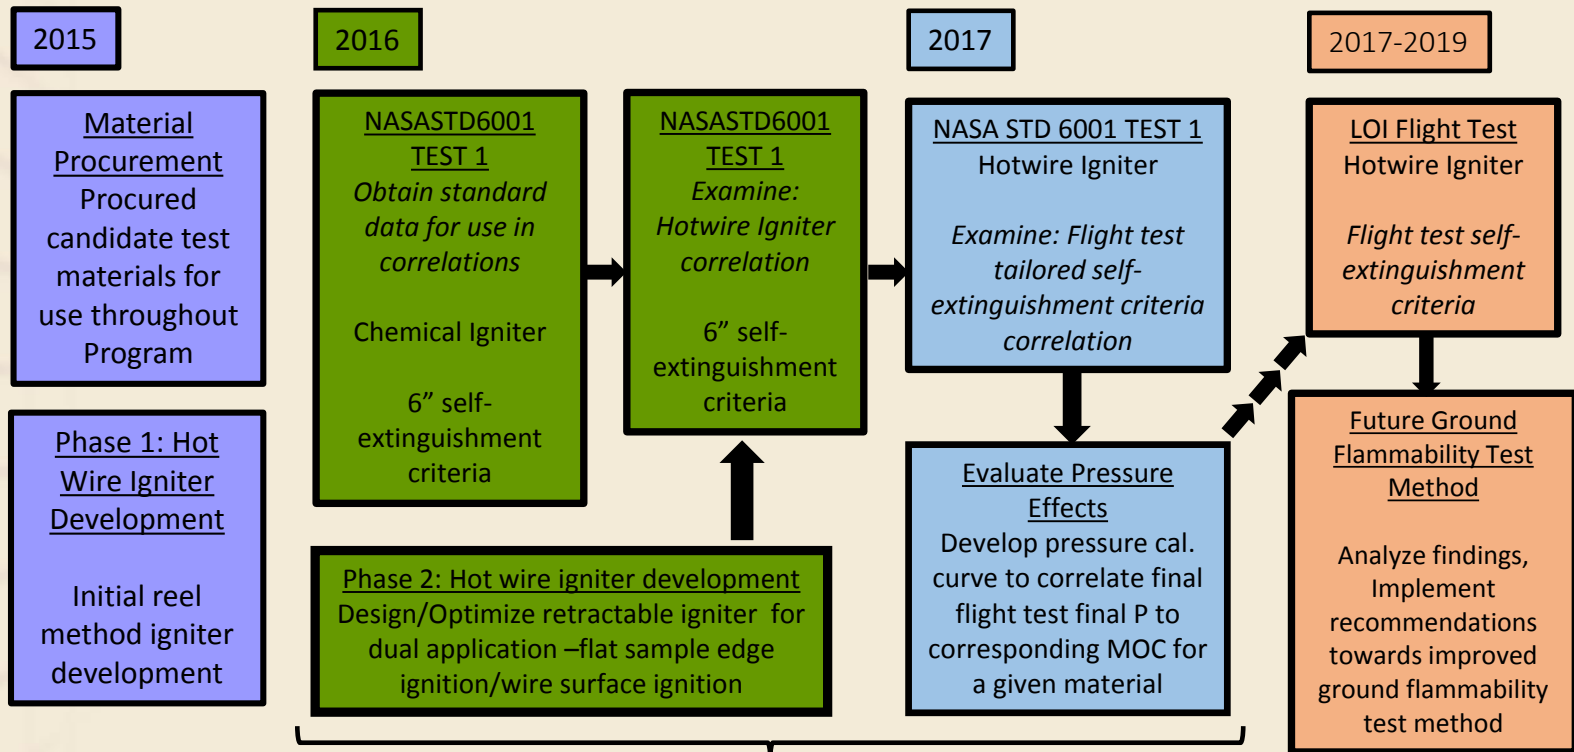 2015
Material
Procurement
Procured
candidate test
materials for
use throughout
Program
Phase 1: Hot
Wire Igniter
Development
Initial reel
method igniter
development
2016
NASASTD6001
TEST 1
Obtain standard
data for use in
correlations
Chemical Igniter
6” self-
extinguishment
criteria
NASASTD6001
TEST 1
Examine:
Hotwire Igniter
correlation
6” self-
extinguishment
criteria
Phase 2: Hot wire igniter development
Design/Optimize retractable igniter for
dual application –flat sample edge
ignition/wire surface ignition
2017
NASA STD 6001 TEST 1
Hotwire Igniter
Examine: Flight test
tailored self-
extinguishment criteria
correlation
Evaluate Pressure
Effects
Develop pressure cal.
curve to correlate final
flight test final P to
corresponding MOC for
a given material
2017-2019
LOI Flight Test
Hotwire Igniter
Flight test self-
extinguishment
criteria
Future Ground
Flammability Test
Method
Analyze findings,
Implement
recommendations
towards improved
ground flammability
test method